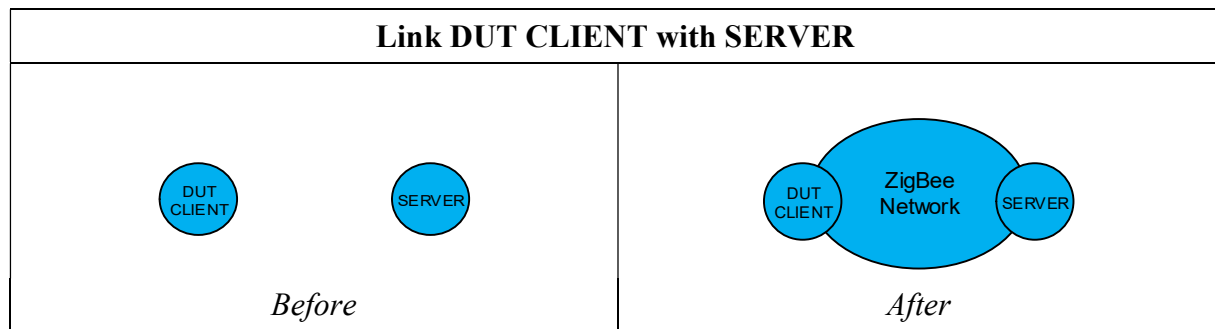 Link DUT CLIENT with SERVER
DUT
CLIENT
SERVER
Before
DUT
CLIENT
ZigBee
Network
SERVER
After